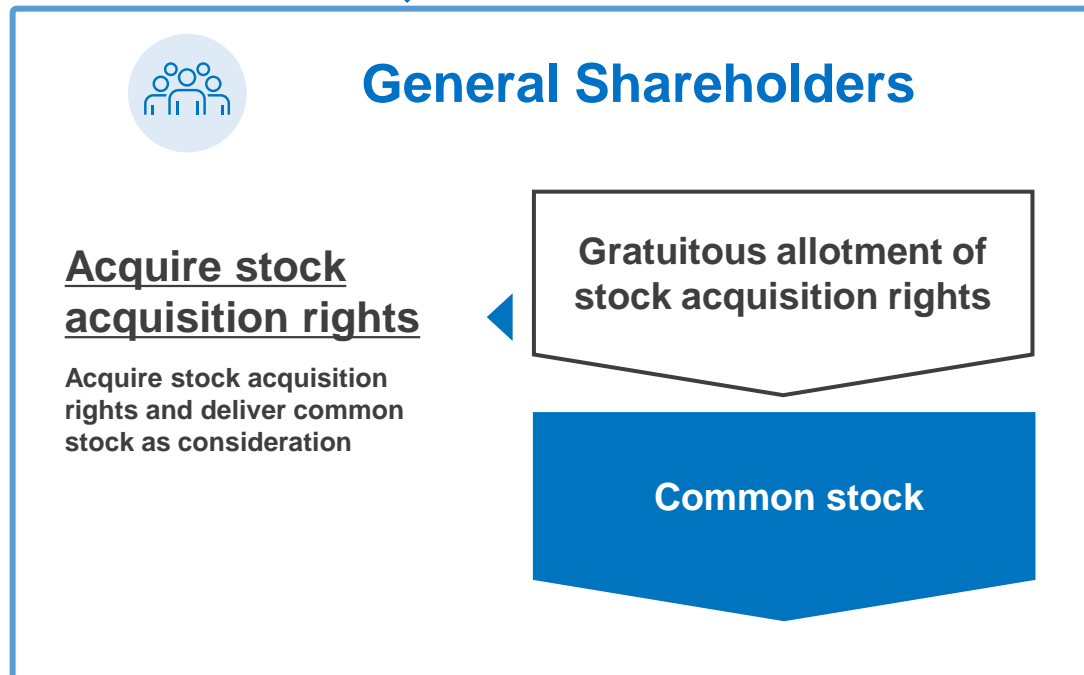 General Shareholders
Acquire stock
acquisition rights
Acquire stock acquisition
rights and deliver common
stock as consideration
Gratuitous allotment of
stock acquisition rights
Common stock